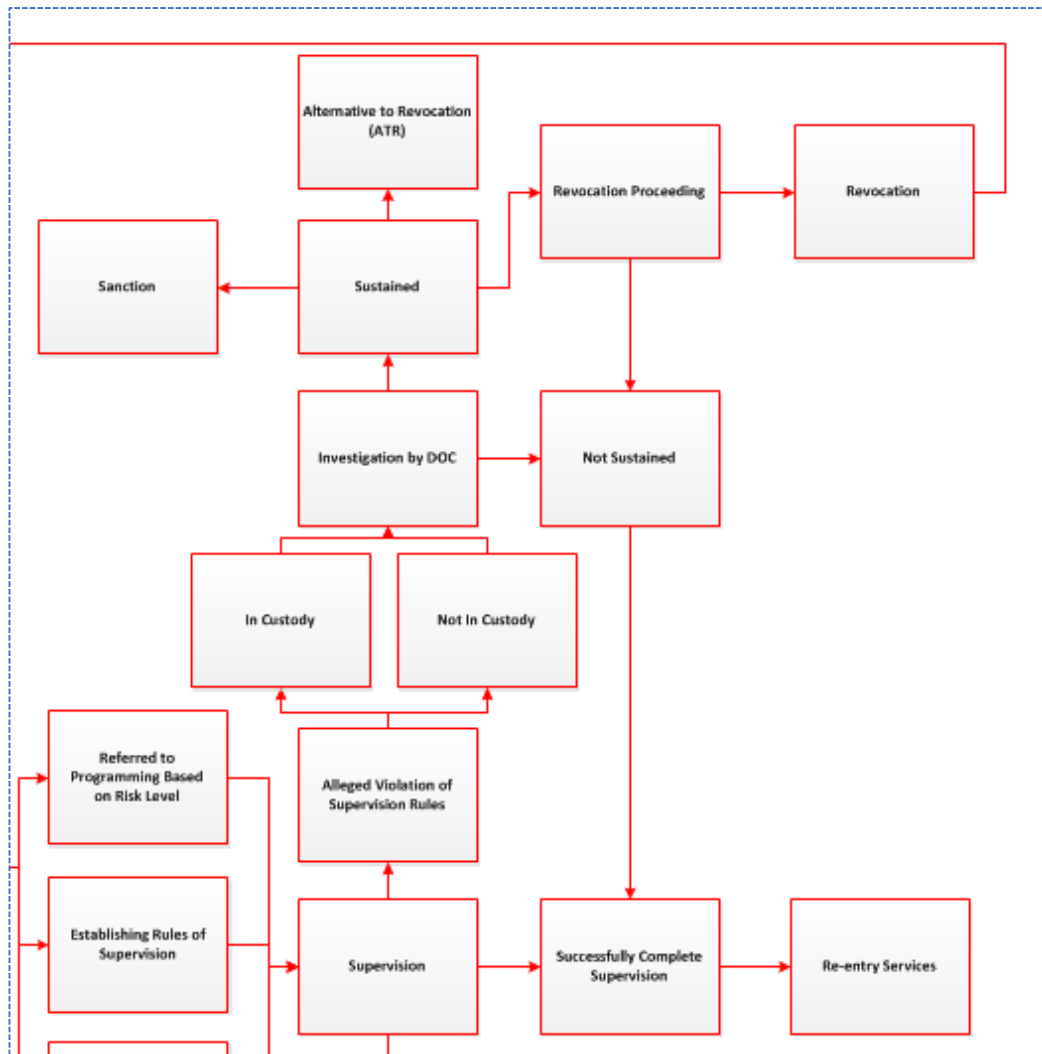 Alternative to Revocation
(ATR)
Revocation Proceeding
Revocation
Sanction
Sustained
Investigation by DOC
Not Sustained
In Custody
Not In Custody
Referred to
Programming Based
on Risk Level
Alleged Violation of
Supervision Rules
Establishing Rules of
Supervision
Supervision
Successfully Complete
Supervision
Re-entry Services